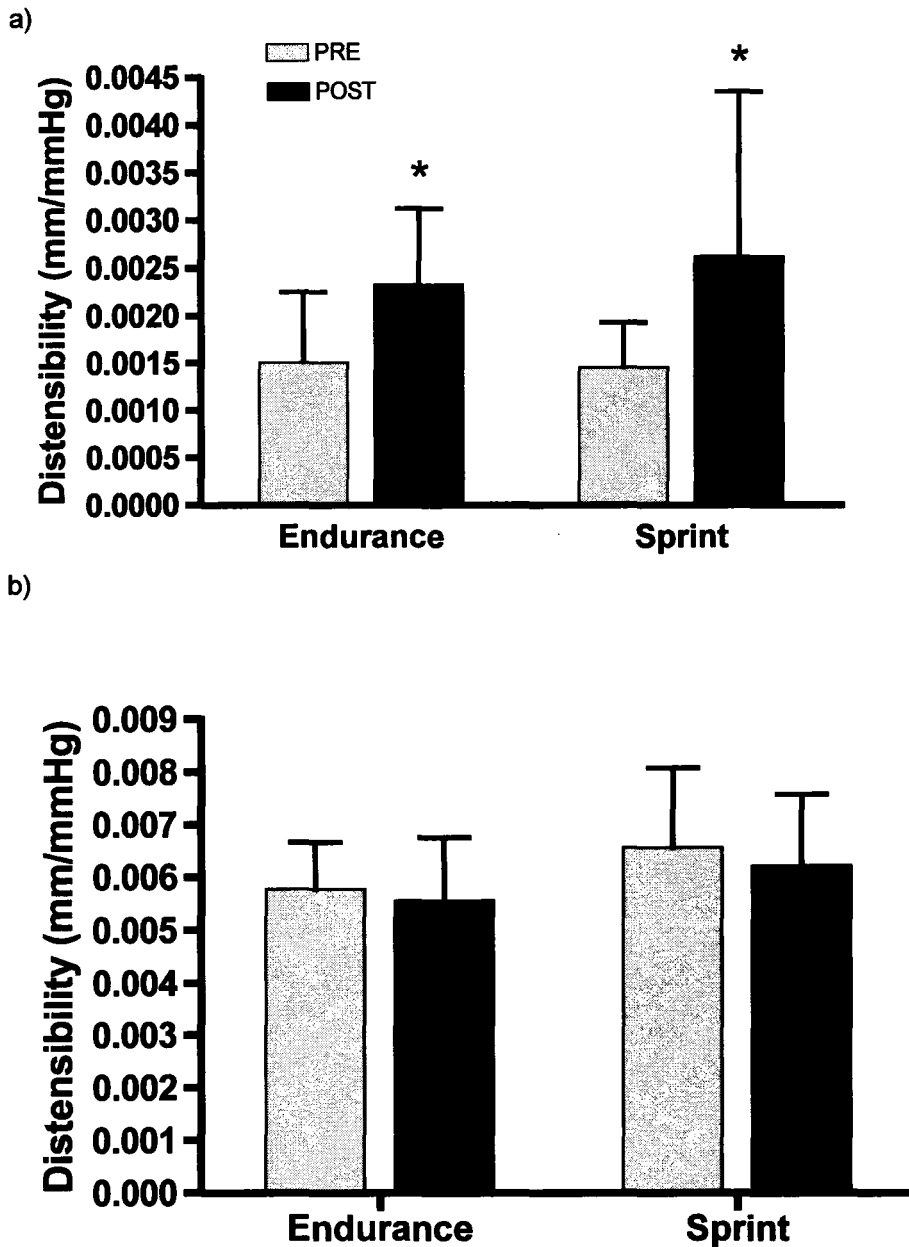 a)
PRE
POST
*
*
Distensibility (mm/mmHg)
0.0045
0.0040
0.0035
0.0030
0.0025
0.0020
0.0015
0.0010
0.0005
0.0000
Endurance Sprint
b)
Distensibility (mm/mmHg)
0.009
0.008
0.007
0.006
0.005
0.004
0.003
0.002
0.001
0.000
Endurance Sprint